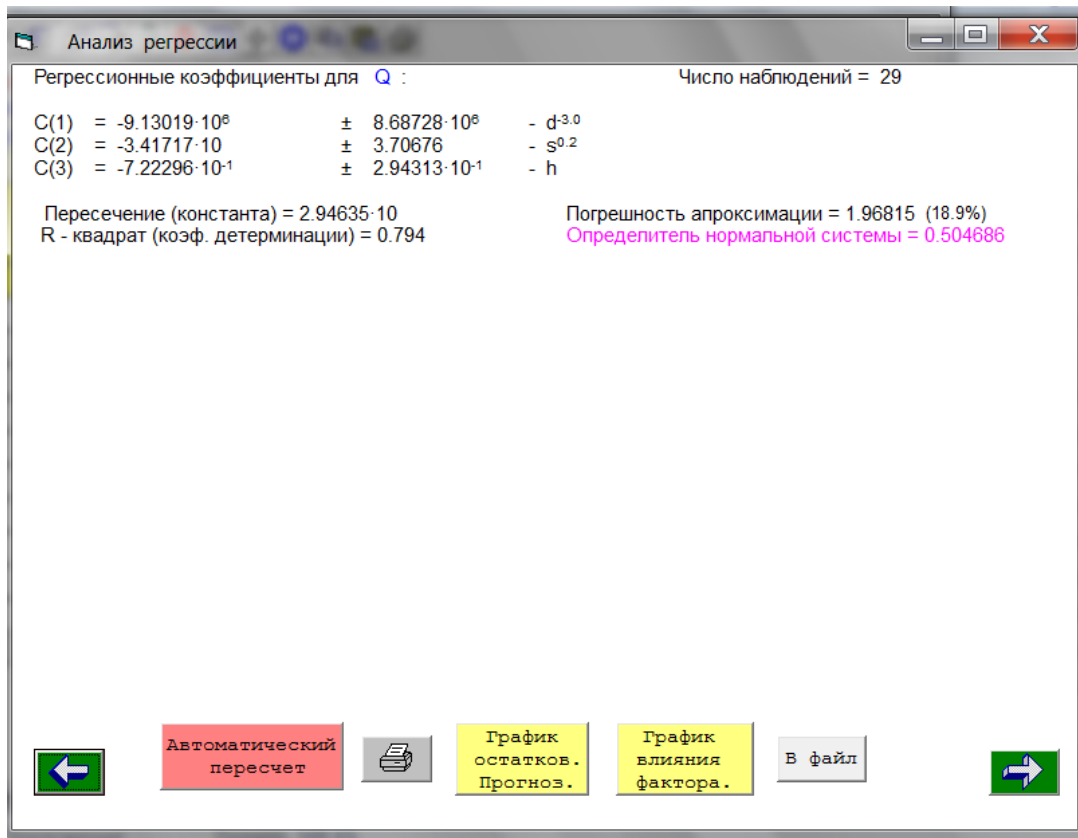 Анализ регрессии
Регрессионные коэффициенты для Q : Число наблюдений = 29
C(1) = -9.13019·10⁶ ± 8.68728·10⁶ - d⁻³·⁰
C(2) = -3.41717·10 ± 3.70676 - s⁰·²
C(3) = -7.22296·10⁻¹ ± 2.94313·10⁻¹ - h
Пересечение (константа) = 2.94635·10 Погрешность апроксимации = 1.96815 (18.9%)
R - квадрат (коэф. детерминации) = 0.794 Определитель нормальной системы = 0.504686
Автоматический
пересчет
График
остатков.
Прогноз.
График
влияния
фактора.
В файл